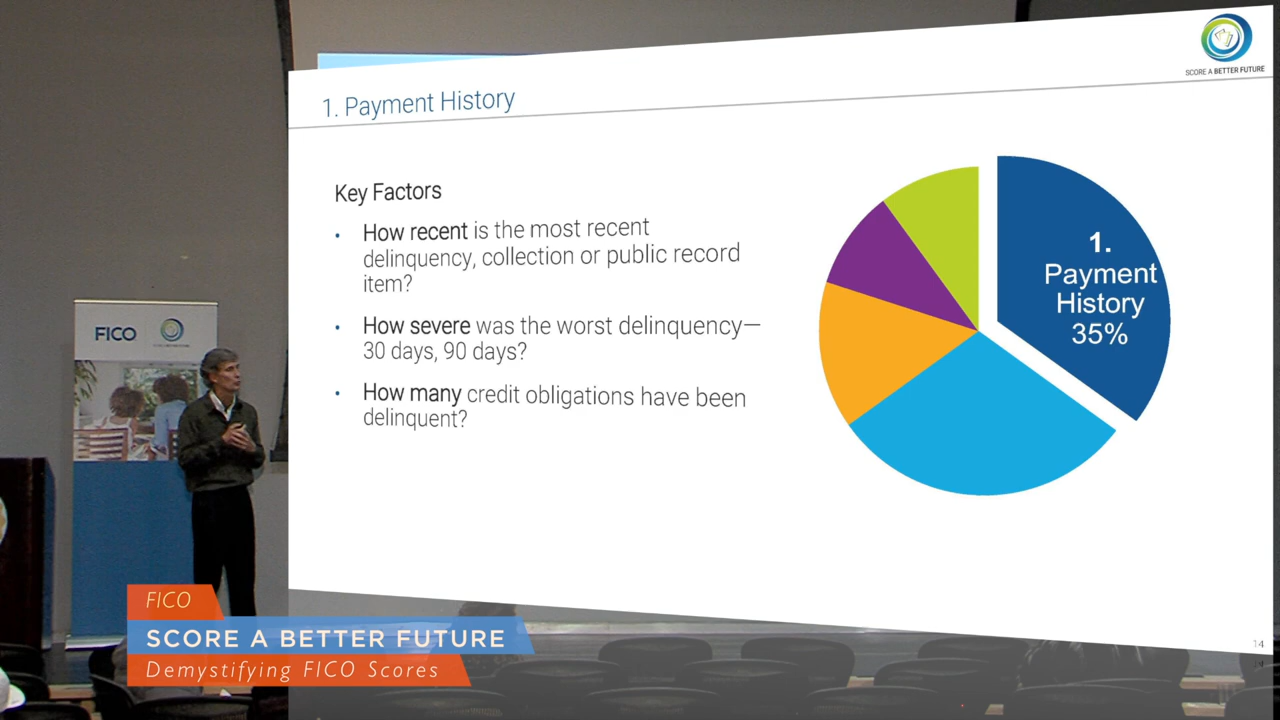 SCORE A BETTER FUTURE
1. Payment History
Key Factors
• How recent is the most recent
delinquency, collection or public record
item?
• How severe was the worst delinquency—
30 days, 90 days?
• How many credit obligations have been
delinquent?
1.
Payment
History
35%
14
FICO
FICO
SCORE A BETTER FUTURE
Demystifying FICO Scores